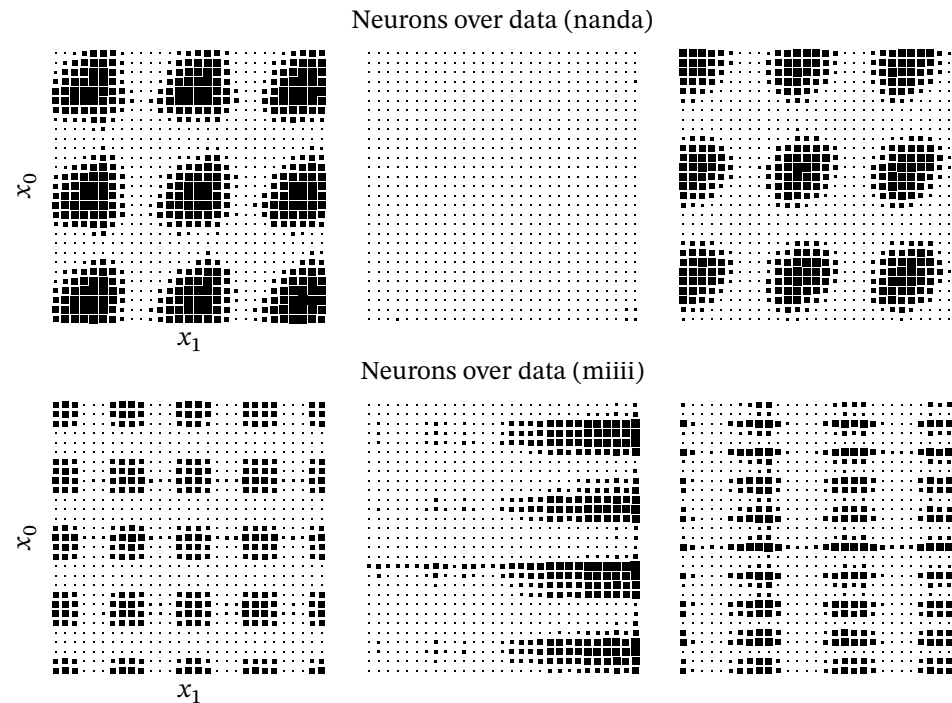 Neurons over data (nanda)
x₀
x₁
Neurons over data (miiii)
x₀
x₁